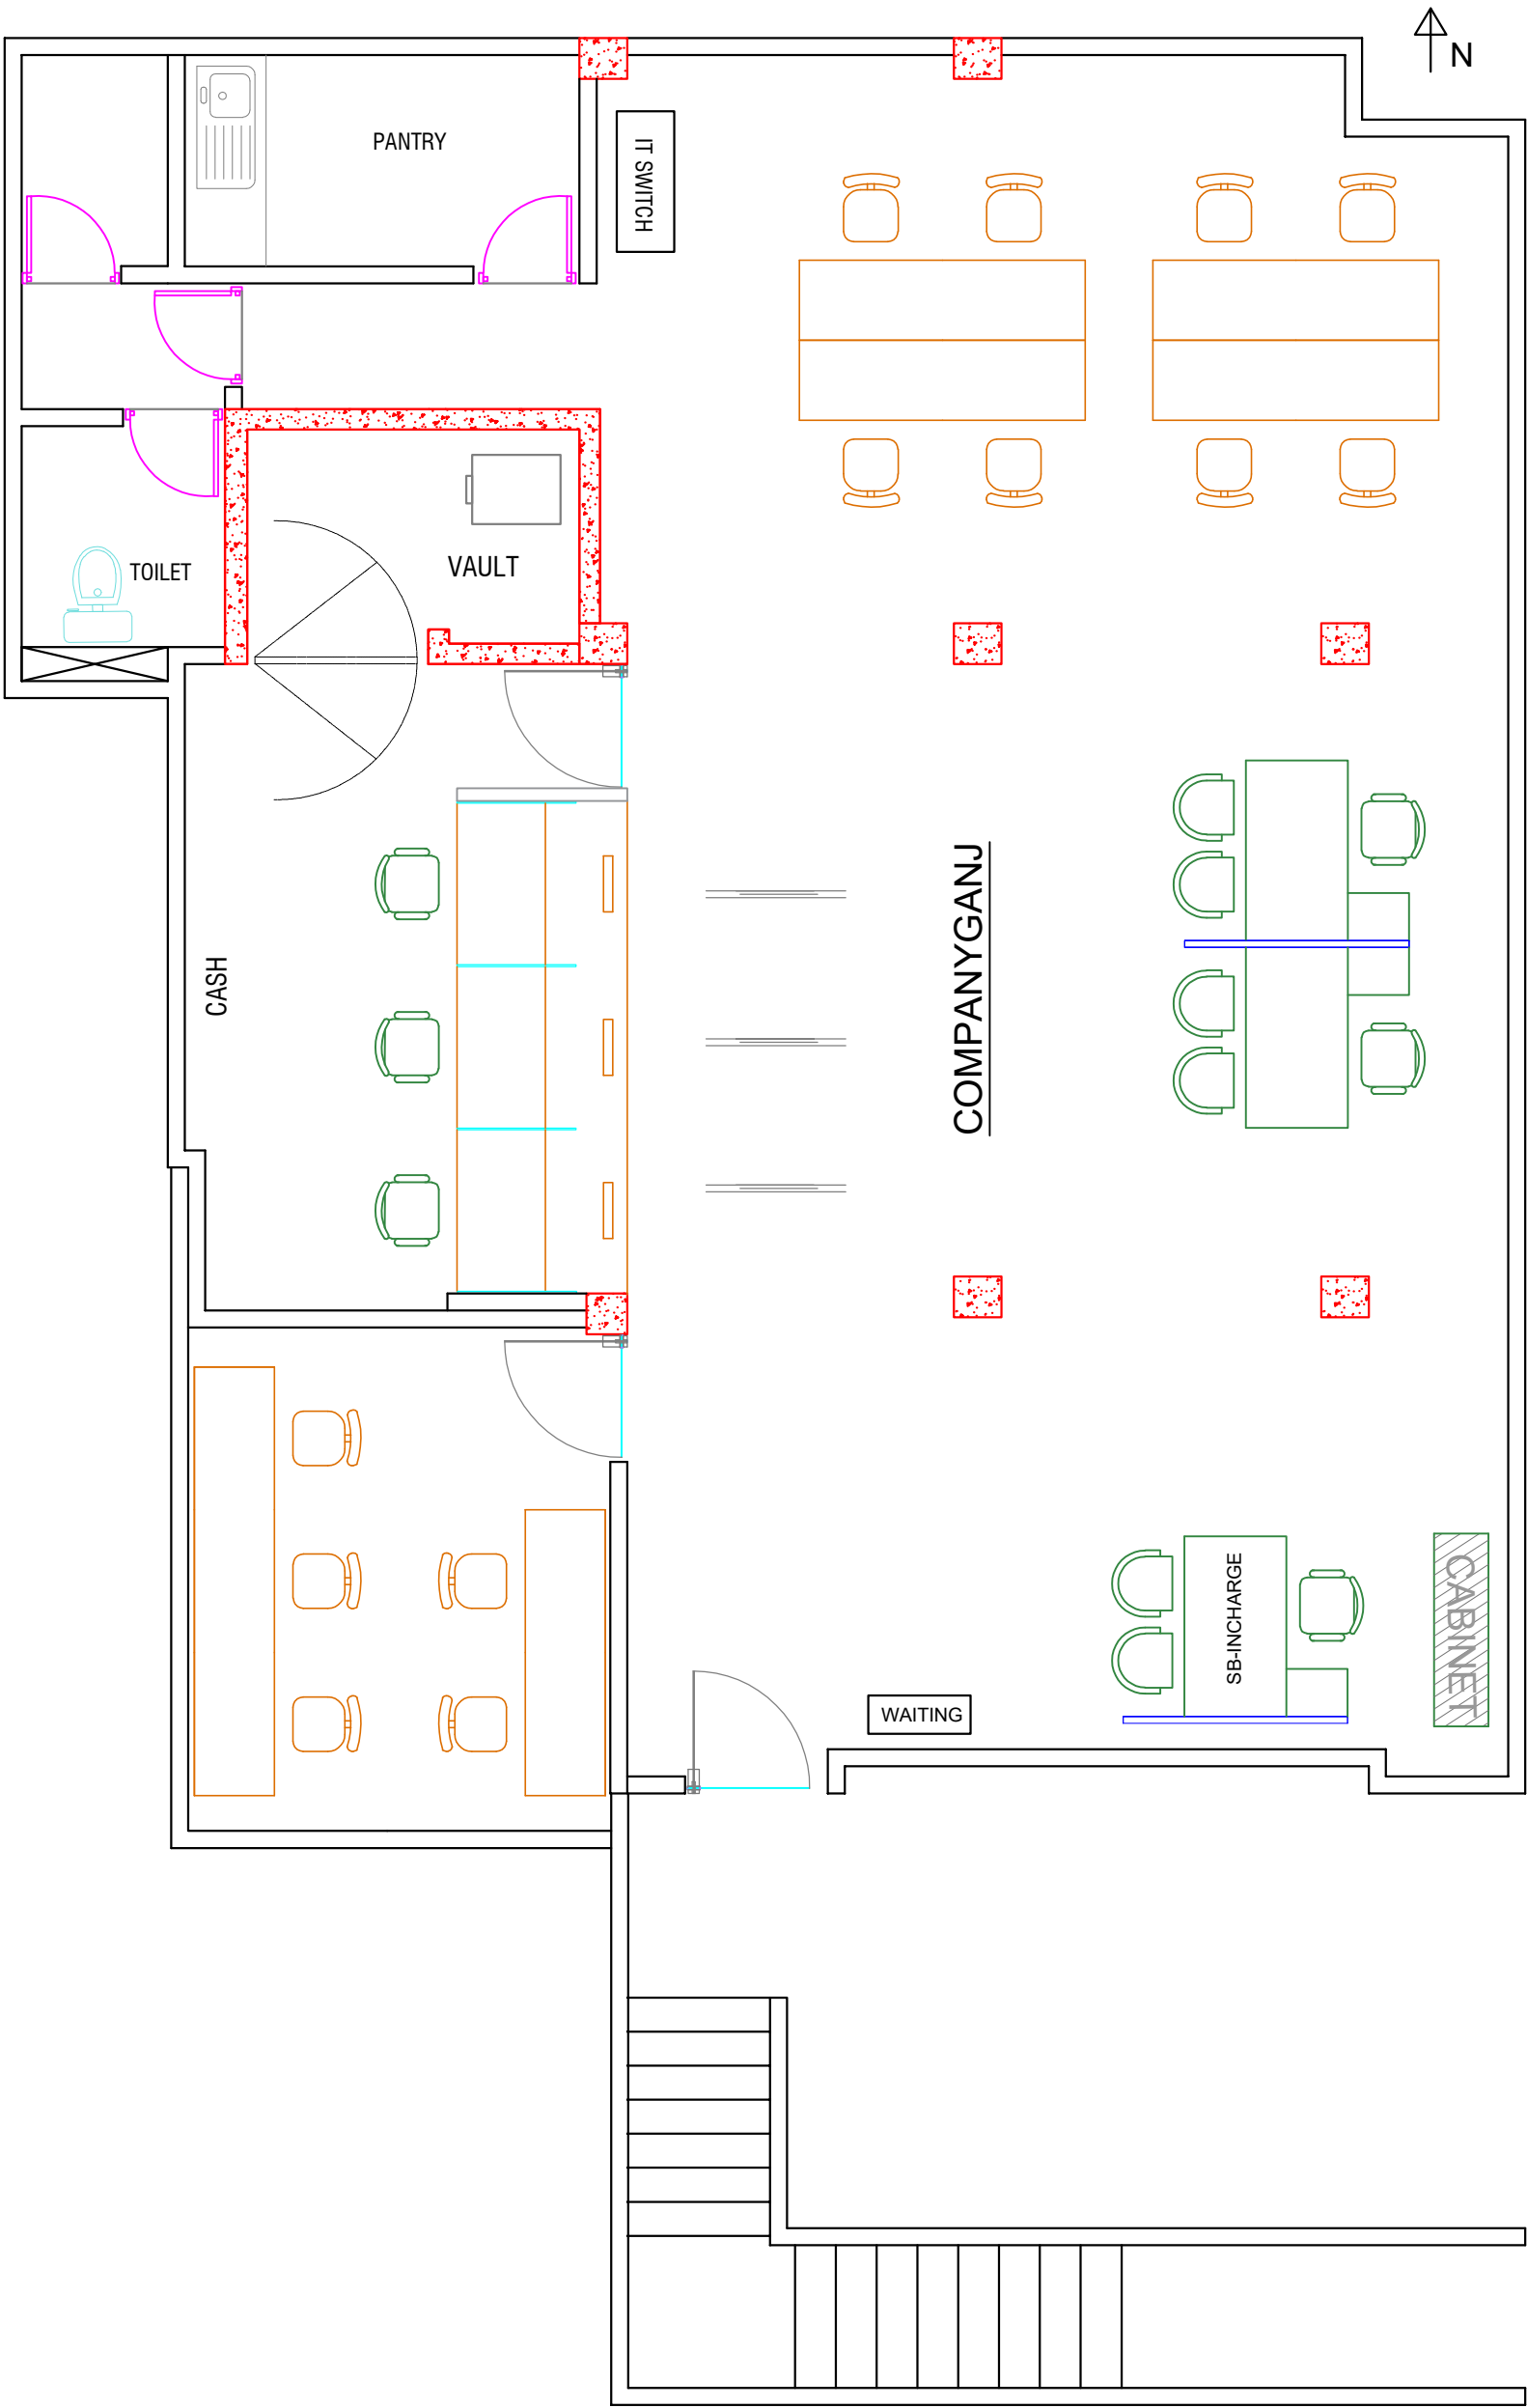 N
PANTRY
IT SWITCH
VAULT
TOILET
COMPANYGANJ
CASH
SB-INCHARGE
CABINET
WAITING